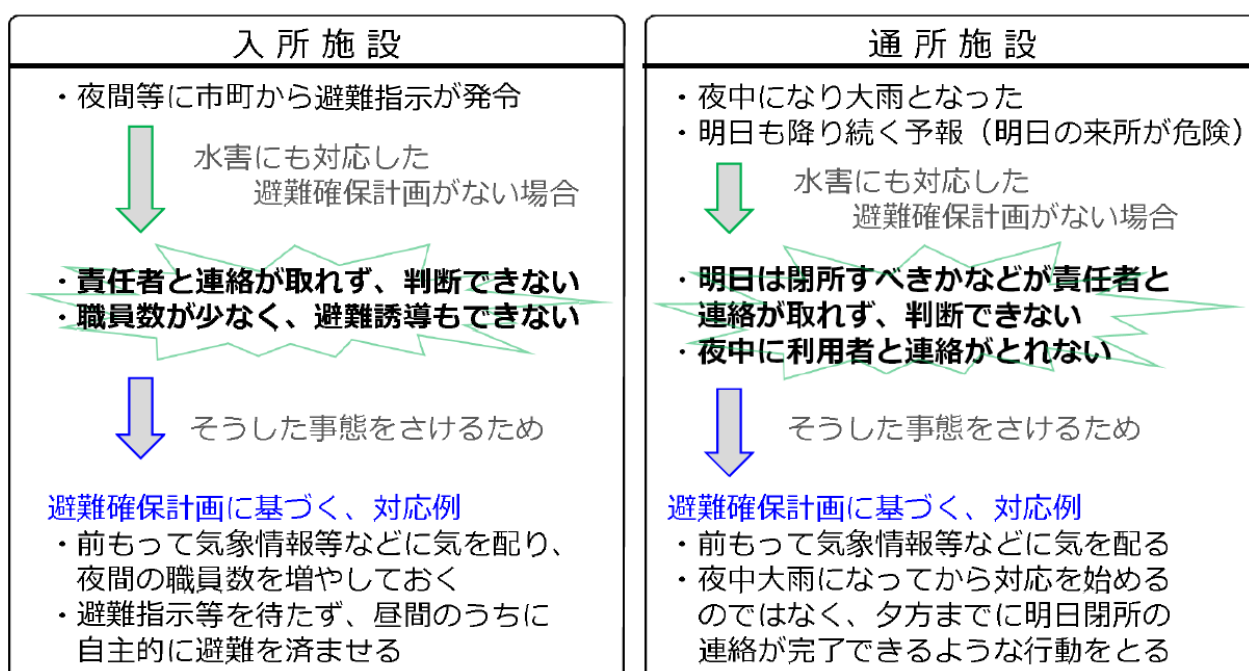 入所施設
・夜間等に市町から避難指示が発令
水害にも対応した
避難確保計画がない場合
・責任者と連絡が取れず、判断できない
・職員数が少なく、避難誘導もできない
そうした事態をさけるため
避難確保計画に基づく、対応例
・前もって気象情報等などに気を配り、
夜間の職員数を増やしておく
・避難指示等を待たず、昼間のうちに
自主的に避難を済ませる
通所施設
・夜中になり大雨となった
・明日も降り続く予報（明日の来所が危険）
水害にも対応した
避難確保計画がない場合
・明日は閉所すべきかなどが責任者と
連絡が取れず、判断できない
・夜中に利用者と連絡がとれない
そうした事態をさけるため
避難確保計画に基づく、対応例
・前もって気象情報等などに気を配る
・夜中大雨になってから対応を始める
のではなく、夕方までに明日閉所の
連絡が完了できるような行動をとる